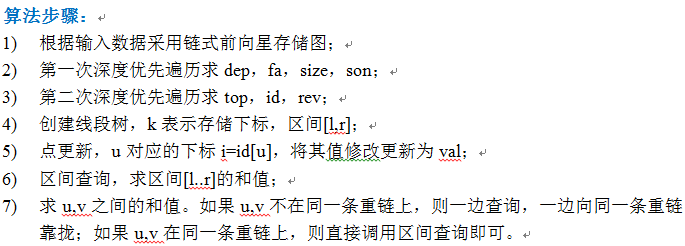 算法步骤：
1) 根据输入数据采用链式前向星存储图；
2) 第一次深度优先遍历求 dep，fa，size，son；
3) 第二次深度优先遍历求 top，id，rev；
4) 创建线段树，k 表示存储下标，区间[l,r]；
5) 点更新，u 对应的下标 i=id[u]，将其值修改更新为 val；
6) 区间查询，求区间[l..r]的和值；
7) 求 u,v 之间的和值。如果 u,v 不在同一条重链上，则一边查询，一边向同一条重链
靠拢；如果 u,v 在同一条重链上，则直接调用区间查询即可。